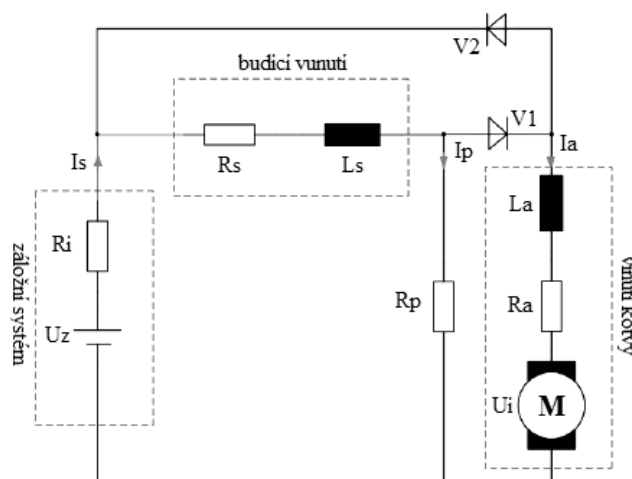 V2
budicí vunutí
V1
Rs
Ls
Is
Ip
Ia
La
Ri
záložní systém
Rp
Ra
vinutí kotvy
Uz
Ui
M